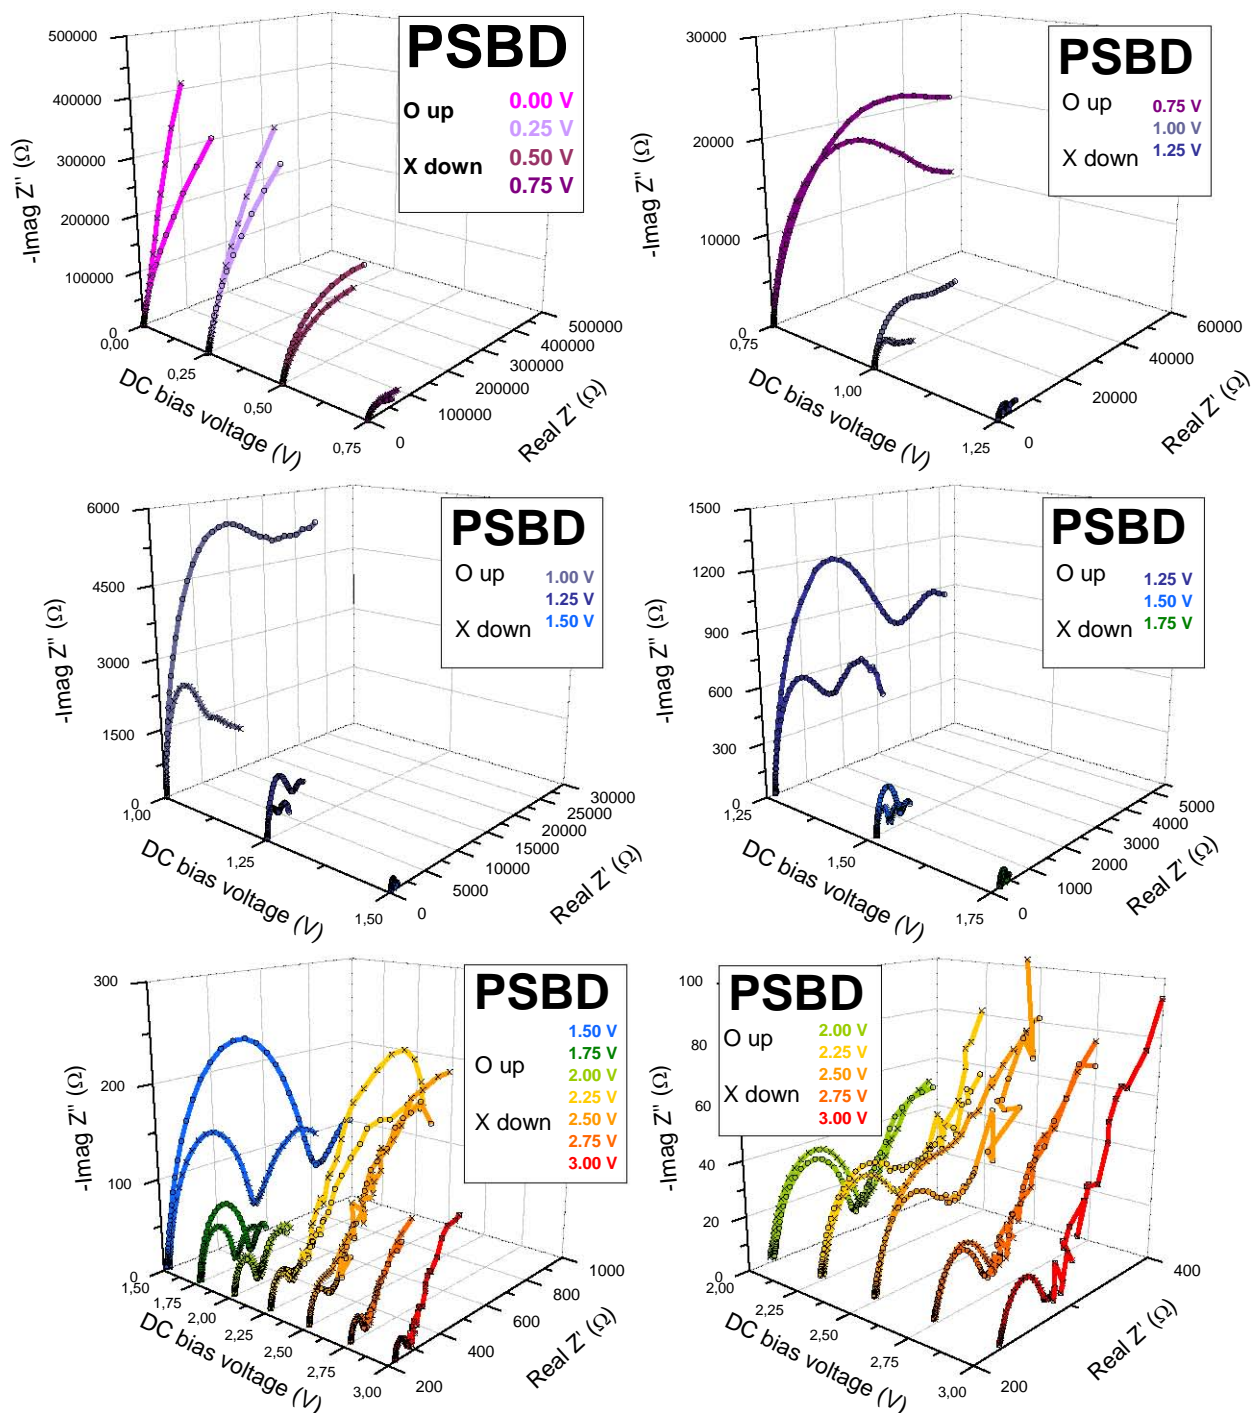 500000
400000
300000
200000
100000
0
-Imag Z'' (Ω)
0,00
0,25
0,50
0,75
DC bias voltage (V)
0
100000
200000
300000
400000
500000
Real Z' (Ω)
PSBD
O up
X down
0.00 V
0.25 V
0.50 V
0.75 V
30000
20000
10000
0
-Imag Z'' (Ω)
0,75
1,00
1,25
DC bias voltage (V)
0
20000
40000
60000
Real Z' (Ω)
PSBD
O up
X down
0.75 V
1.00 V
1.25 V
6000
4500
3000
1500
0
-Imag Z'' (Ω)
1,00
1,25
1,50
DC bias voltage (V)
0
5000
10000
15000
20000
25000
30000
Real Z' (Ω)
PSBD
O up
X down
1.00 V
1.25 V
1.50 V
1500
1200
900
600
300
0
-Imag Z'' (Ω)
1,25
1,50
1,75
DC bias voltage (V)
0
1000
2000
3000
4000
5000
Real Z' (Ω)
PSBD
O up
X down
1.25 V
1.50 V
1.75 V
300
200
100
0
-Imag Z'' (Ω)
1,50
1,75
2,00
2,25
2,50
2,75
3,00
DC bias voltage (V)
200
400
600
800
1000
Real Z' (Ω)
PSBD
O up
X down
1.50 V
1.75 V
2.00 V
2.25 V
2.50 V
2.75 V
3.00 V
100
80
60
40
20
0
-Imag Z'' (Ω)
2,00
2,25
2,50
2,75
3,00
DC bias voltage (V)
200
400
Real Z' (Ω)
PSBD
O up
X down
2.00 V
2.25 V
2.50 V
2.75 V
3.00 V